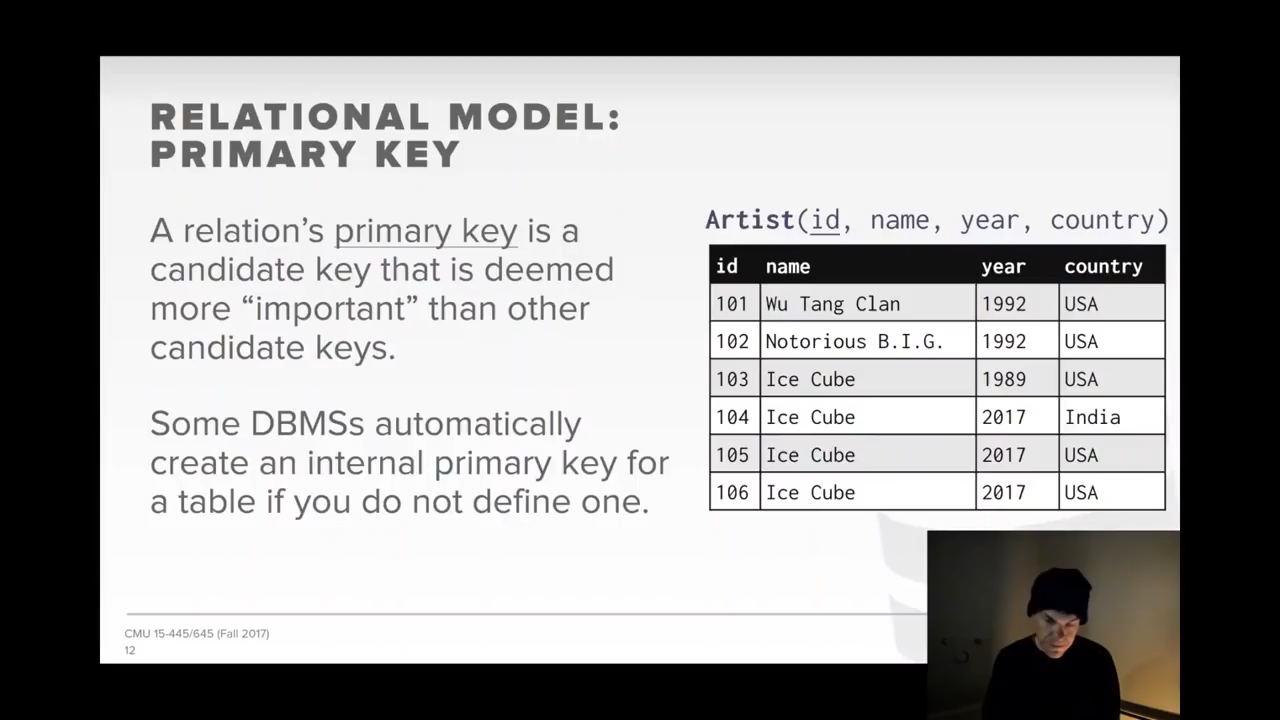 RELATIONAL MODEL:
PRIMARY KEY
A relation's primary key is a
candidate key that is deemed
more “important” than other
candidate keys.
Some DBMSs automatically
create an internal primary key for
a table if you do not define one.
Artist(id, name, year, country)
id name year country
101 Wu Tang Clan 1992 USA
102 Notorious B.I.G. 1992 USA
103 Ice Cube 1989 USA
104 Ice Cube 2017 India
105 Ice Cube 2017 USA
106 Ice Cube 2017 USA
CMU 15-445/645 (Fall 2017)
12